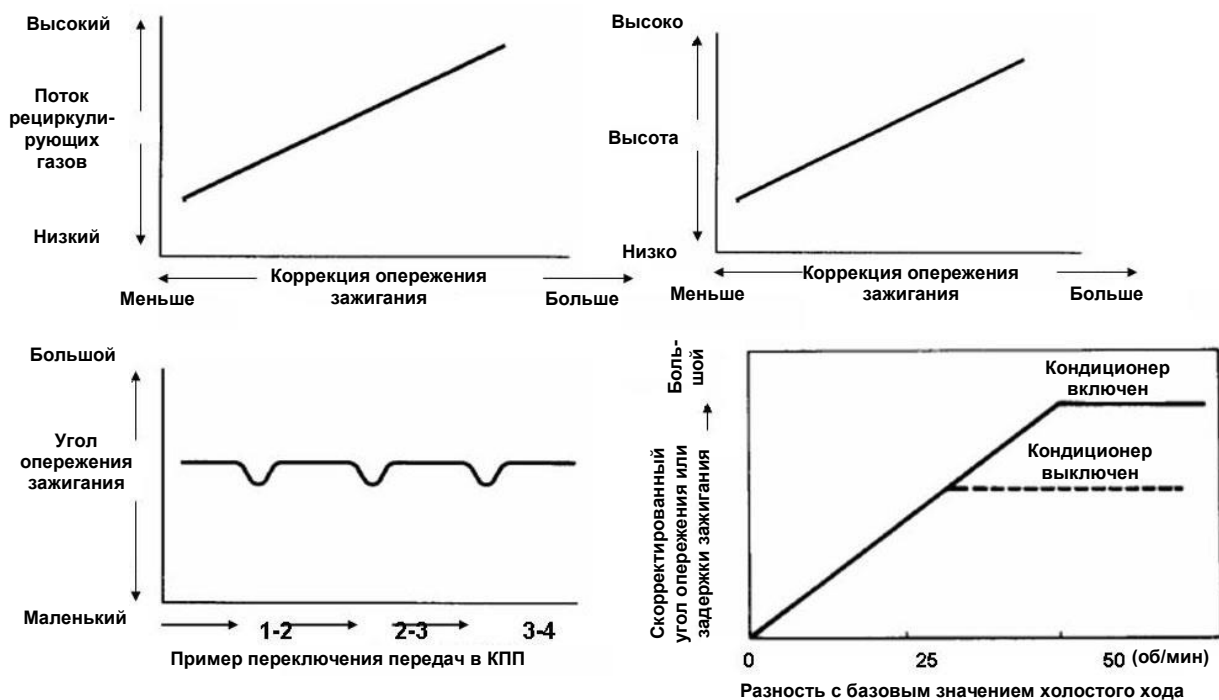 Высокий
Поток
рециркули-
рующих
газов
Низкий
Коррекция опережения
зажигания
Меньше
Больше
Высоко
Высота
Низко
Коррекция опережения
зажигания
Меньше
Больше
Большой
Угол
опережения
зажигания
Маленький
1-2
2-3
3-4
Пример переключения передач в КПП
Боль-
шой
Скорректированный
угол опережения или
задержки зажигания
Кондиционер
включен
Кондиционер
выключен
0
25
50 (об/мин)
Разность с базовым значением холостого хода